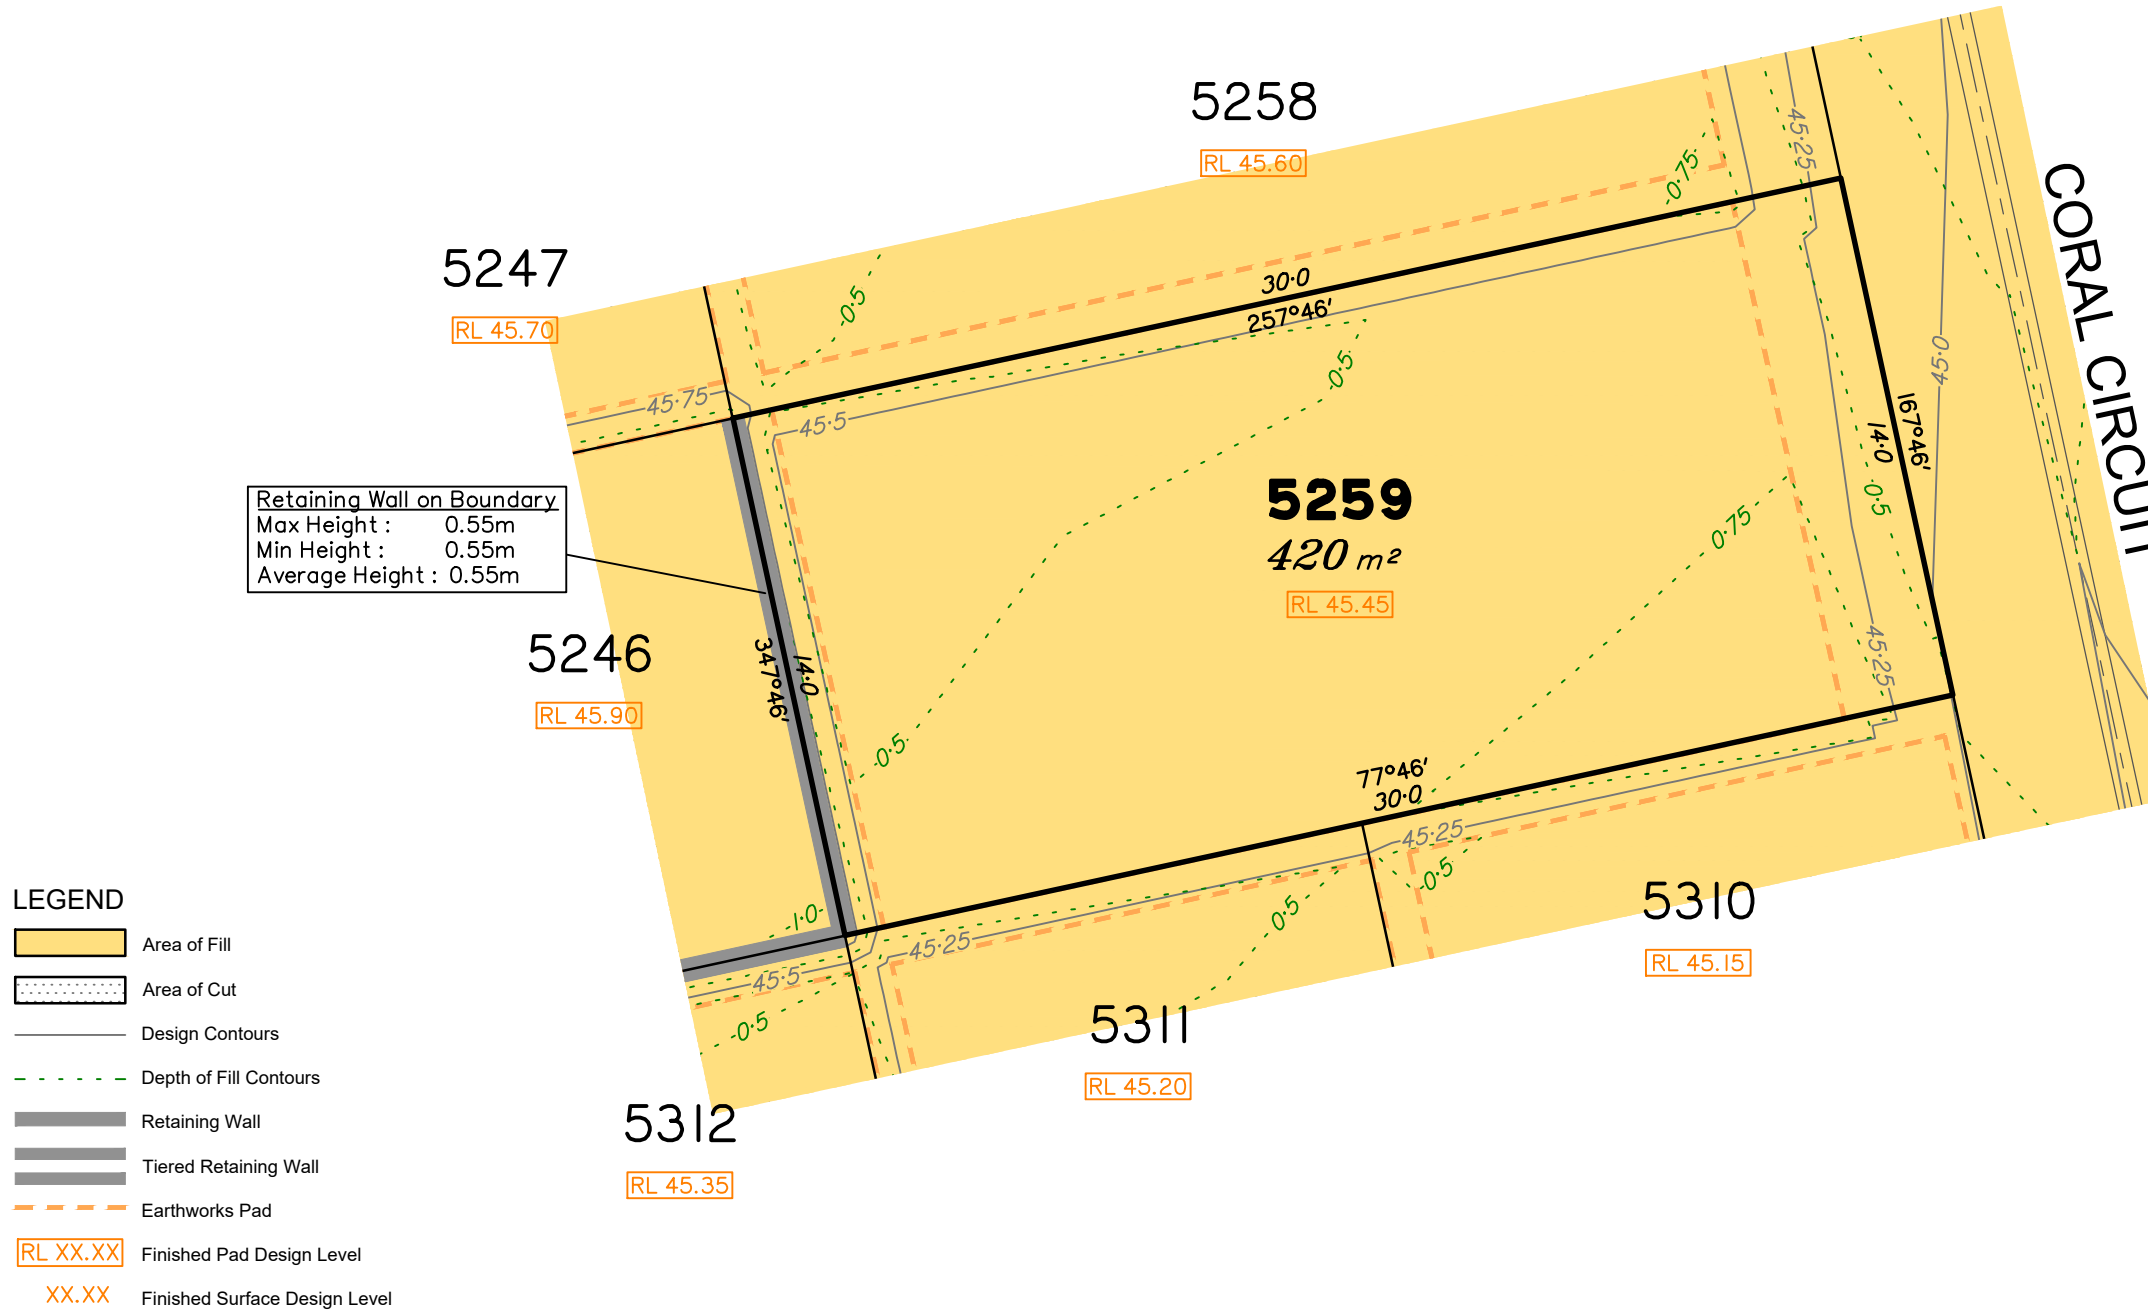 5258
RL 45.60
45·25
0·75
CORAL CIRCUIT
5247
RL 45.70
0·5
30·0
257°46'
45·75
45·5
0·5
45·0
167°46'
14·0
0·5
Retaining Wall on Boundary
Max Height : 0.55m
Min Height : 0.55m
Average Height : 0.55m
5259
420 m²
RL 45.45
0·75
5246
RL 45.90
347°46'
14·0
0·5
45·25
77°46'
30·0
45·25
0·5
1·0
0·5
45·25
45·5
0·5
5310
RL 45.15
5311
RL 45.20
5312
RL 45.35
LEGEND
Area of Fill
Area of Cut
Design Contours
Depth of Fill Contours
Retaining Wall
Tiered Retaining Wall
Earthworks Pad
RL XX.XX Finished Pad Design Level
XX.XX Finished Surface Design Level